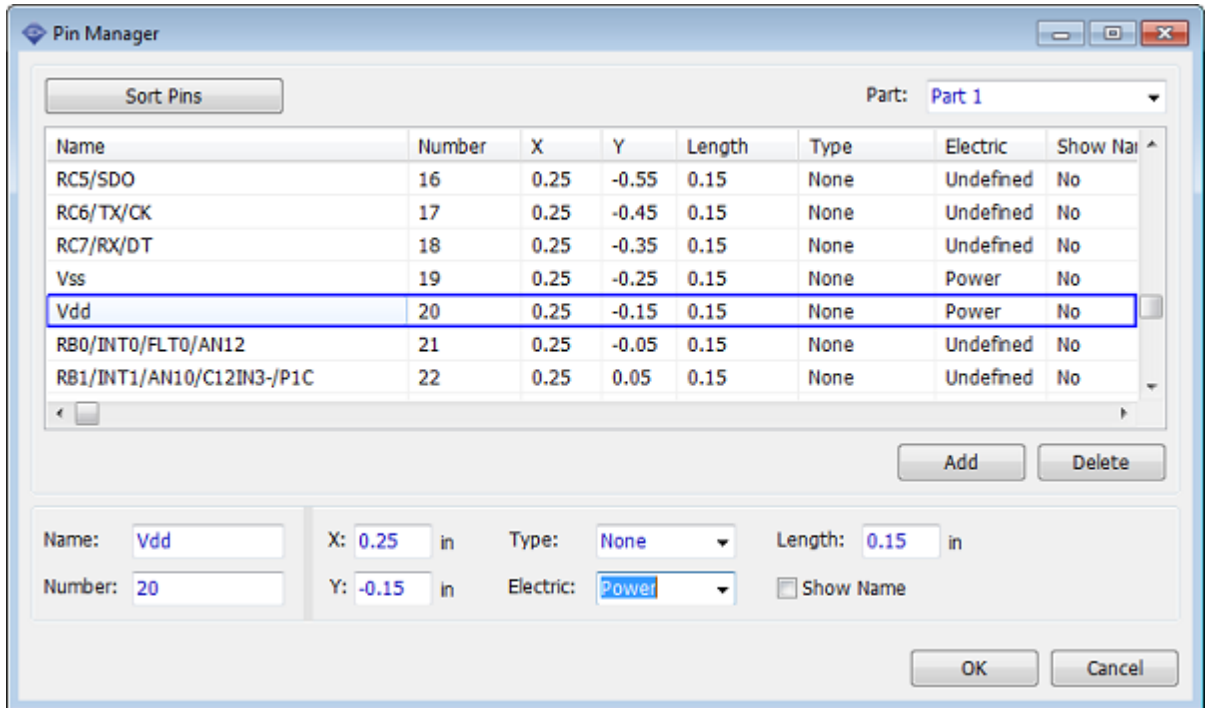 Pin Manager
Sort Pins Part: Part 1
Name Number X Y Length Type Electric Show Nar
RC5/SDO 16 0.25 -0.55 0.15 None Undefined No
RC6/TX/CK 17 0.25 -0.45 0.15 None Undefined No
RC7/RX/DT 18 0.25 -0.35 0.15 None Undefined No
Vss 19 0.25 -0.25 0.15 None Power No
Vdd 20 0.25 -0.15 0.15 None Power No
RB0/INT0/FLT0/AN12 21 0.25 -0.05 0.15 None Undefined No
RB1/INT1/AN10/C12IN3-/P1C 22 0.25 0.05 0.15 None Undefined No
Add Delete
Name: Vdd X: 0.25 in Type: None Length: 0.15 in
Number: 20 Y: -0.15 in Electric: Power Show Name
OK Cancel